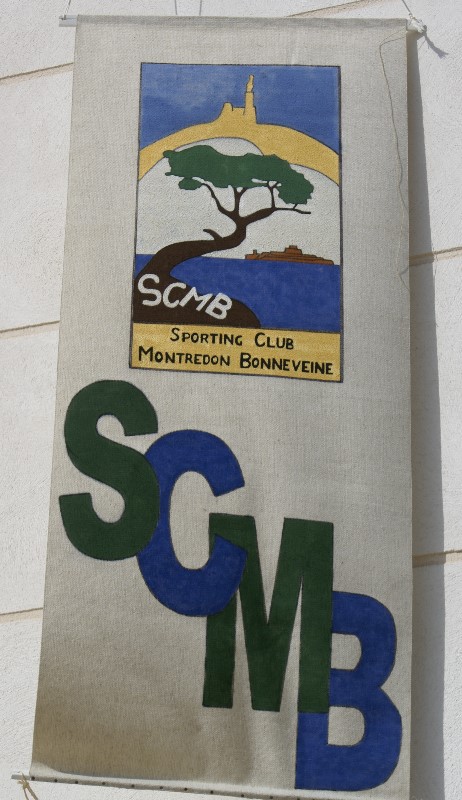 SCMB
SPORTING CLUB
MONTREDON BONNEVEINE
SCMB